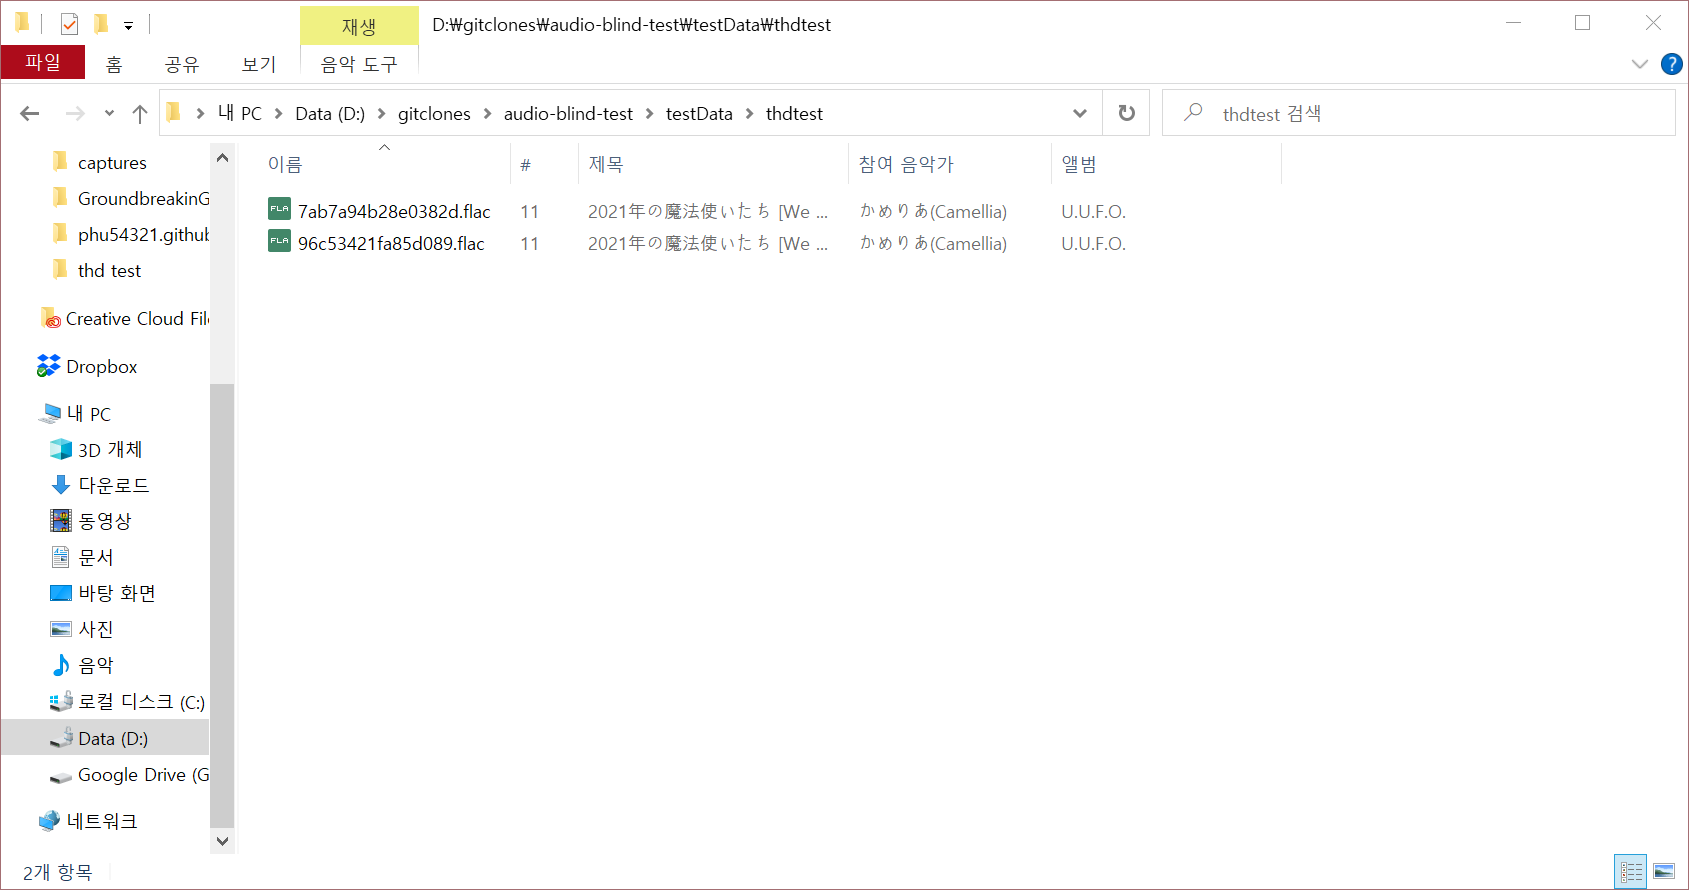 재생
D:₩gitclones₩audio-blind-test₩testData₩thdtest
파일
홈
공유
보기
음악 도구
?
내 PC
Data (D:)
gitclones
audio-blind-test
testData
thdtest
thdtest 검색
captures
GroundbreakinG
phu54321.github
thd test
Creative Cloud File
Dropbox
내 PC
3D 개체
다운로드
동영상
문서
바탕 화면
사진
음악
로컬 디스크 (C:)
Data (D:)
Google Drive (G
네트워크
이름 # 제목 참여 음악가 앨범
FLA 7ab7a94b28e0382d.flac 11 2021年の魔法使いたち [We ... かめりあ(Camellia) U.U.F.O.
FLA 96c53421fa85d089.flac 11 2021年の魔法使いたち [We ... かめりあ(Camellia) U.U.F.O.
2개 항목